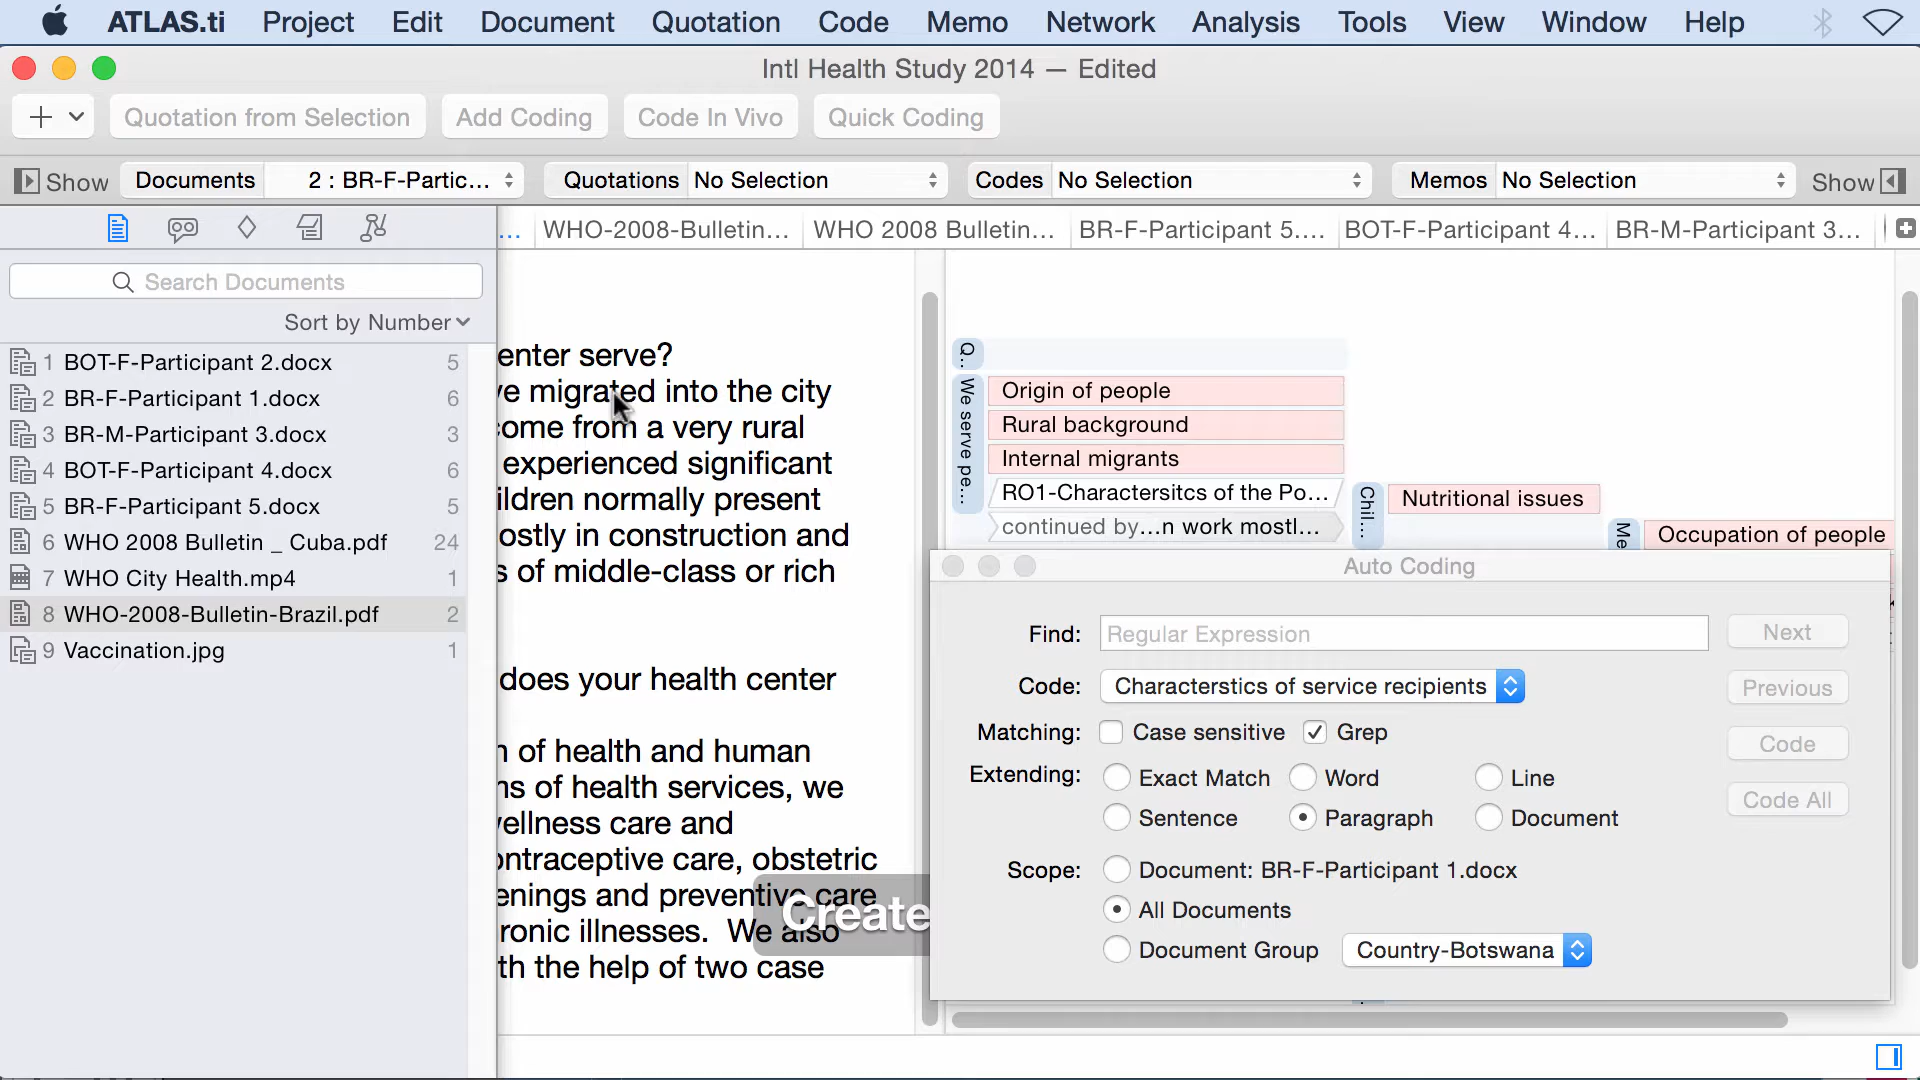 ATLAS.ti Project Edit Document Quotation Code Memo Network Analysis Tools View Window Help
Intl Health Study 2014 — Edited
Quotation from Selection Add Coding Code In Vivo Quick Coding
Show Documents 2 : BR-F-Partic... Quotations No Selection Codes No Selection Memos No Selection Show
... WHO-2008-Bulletin... WHO 2008 Bulletin... BR-F-Participant 5.... BOT-F-Participant 4... BR-M-Participant 3...
Search Documents
Sort by Number
1 BOT-F-Participant 2.docx 5
2 BR-F-Participant 1.docx 6
3 BR-M-Participant 3.docx 3
4 BOT-F-Participant 4.docx 6
5 BR-F-Participant 5.docx 5
6 WHO 2008 Bulletin _ Cuba.pdf 24
7 WHO City Health.mp4 1
8 WHO-2008-Bulletin-Brazil.pdf 2
9 Vaccination.jpg 1
enter serve?
ve migrated into the city
come from a very rural
experienced significant
ildren normally present
ostly in construction and
s of middle-class or rich
does your health center
n of health and human
ns of health services, we
vellness care and
ontraceptive care, obstetric
enings and preventive care
ronic illnesses. We also
th the help of two case
Create
Q..
We serve pe...
Origin of people
Rural background
Internal migrants
RO1-Charactersitcs of the Po...
continued by...n work mostl...
Chil...
Nutritional issues
Me
Occupation of people
Auto Coding
Find: Regular Expression Next
Code: Characterstics of service recipients Previous
Matching: Case sensitive Grep Code
Extending: Exact Match Word Line
Sentence Paragraph Document Code All
Scope: Document: BR-F-Participant 1.docx
All Documents
Document Group Country-Botswana